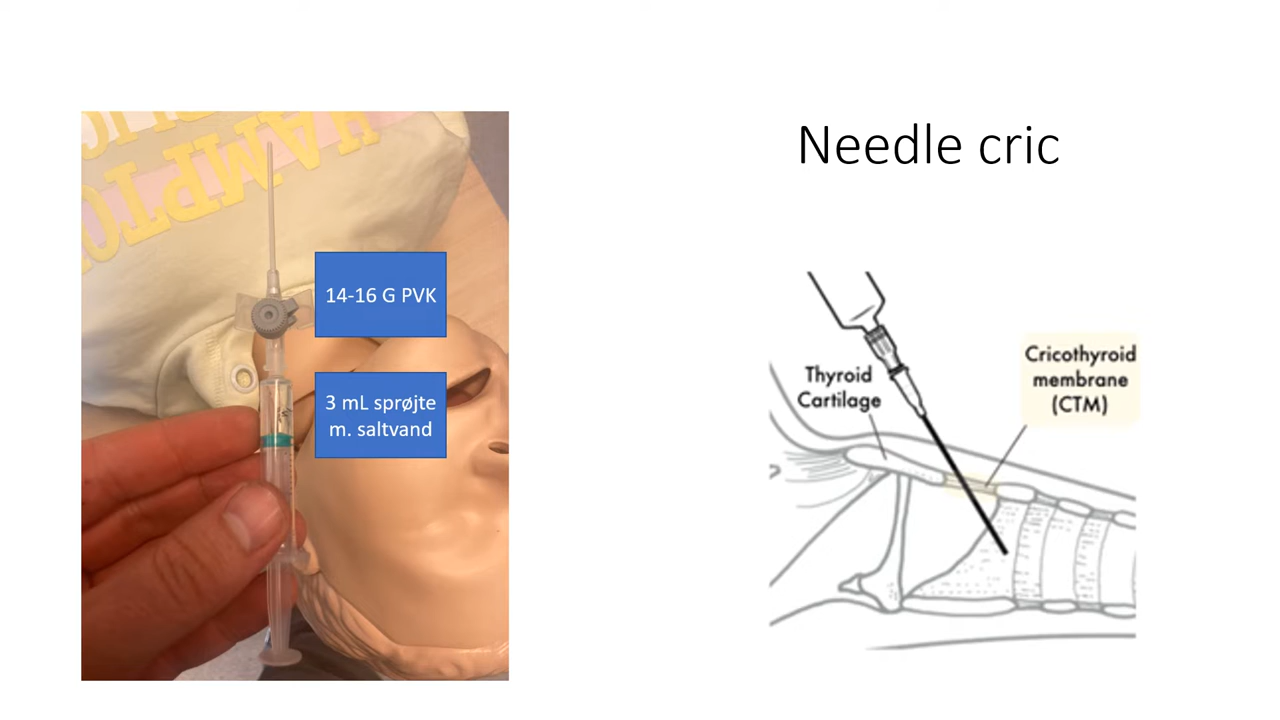 Needle cric
14-16 G PVK
3 mL sprøjte
m. saltvand
Thyroid
Cartilage
Cricothyroid
membrane
(CTM)